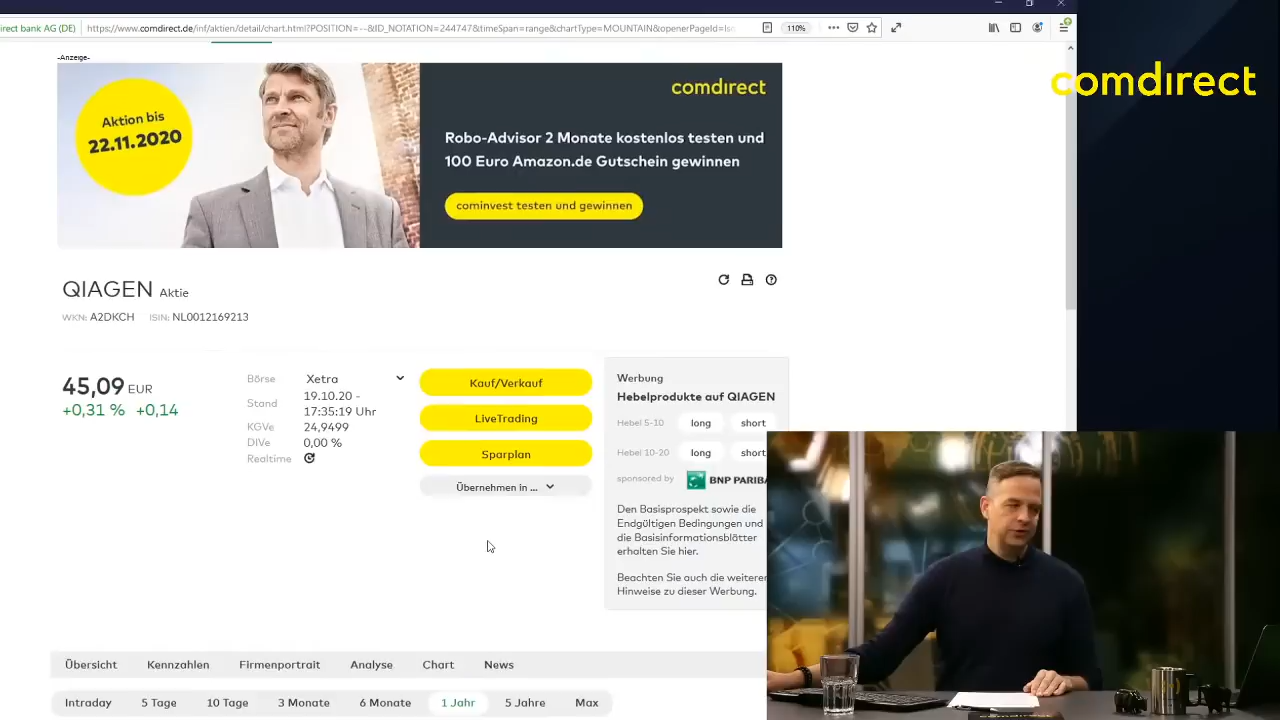 irect bank AG (DE)
https://www.comdirect.de/inf/aktien/detail/chart.html?POSITION=--&ID_NOTATION=244747&timeSpan=range&chartType=MOUNTAIN&openerPageId=Isin
110%
-Anzeige-
Aktion bis
22.11.2020
comdirect
Robo-Advisor 2 Monate kostenlos testen und
100 Euro Amazon.de Gutschein gewinnen
cominvest testen und gewinnen
comdirect
QIAGEN Aktie
WKN: A2DKCH ISIN: NL0012169213
45,09 EUR
+0,31 % +0,14
Börse Xetra
Stand 19.10.20 -
17:35:19 Uhr
KGVe 24,9499
DIVe 0,00 %
Realtime
Kauf/Verkauf
LiveTrading
Sparplan
Übernehmen in ...
Werbung
Hebelprodukte auf QIAGEN
Hebel 5-10 long short
Hebel 10-20 long short
sponsored by BNP PARIBA
Den Basisprospekt sowie die
Endgültigen Bedingungen und
die Basisinformationsblätter
erhalten Sie hier.
Beachten Sie auch die weiteren
Hinweise zu dieser Werbung.
Übersicht Kennzahlen Firmenportrait Analyse Chart News
Intraday 5 Tage 10 Tage 3 Monate 6 Monate 1 Jahr 5 Jahre Max